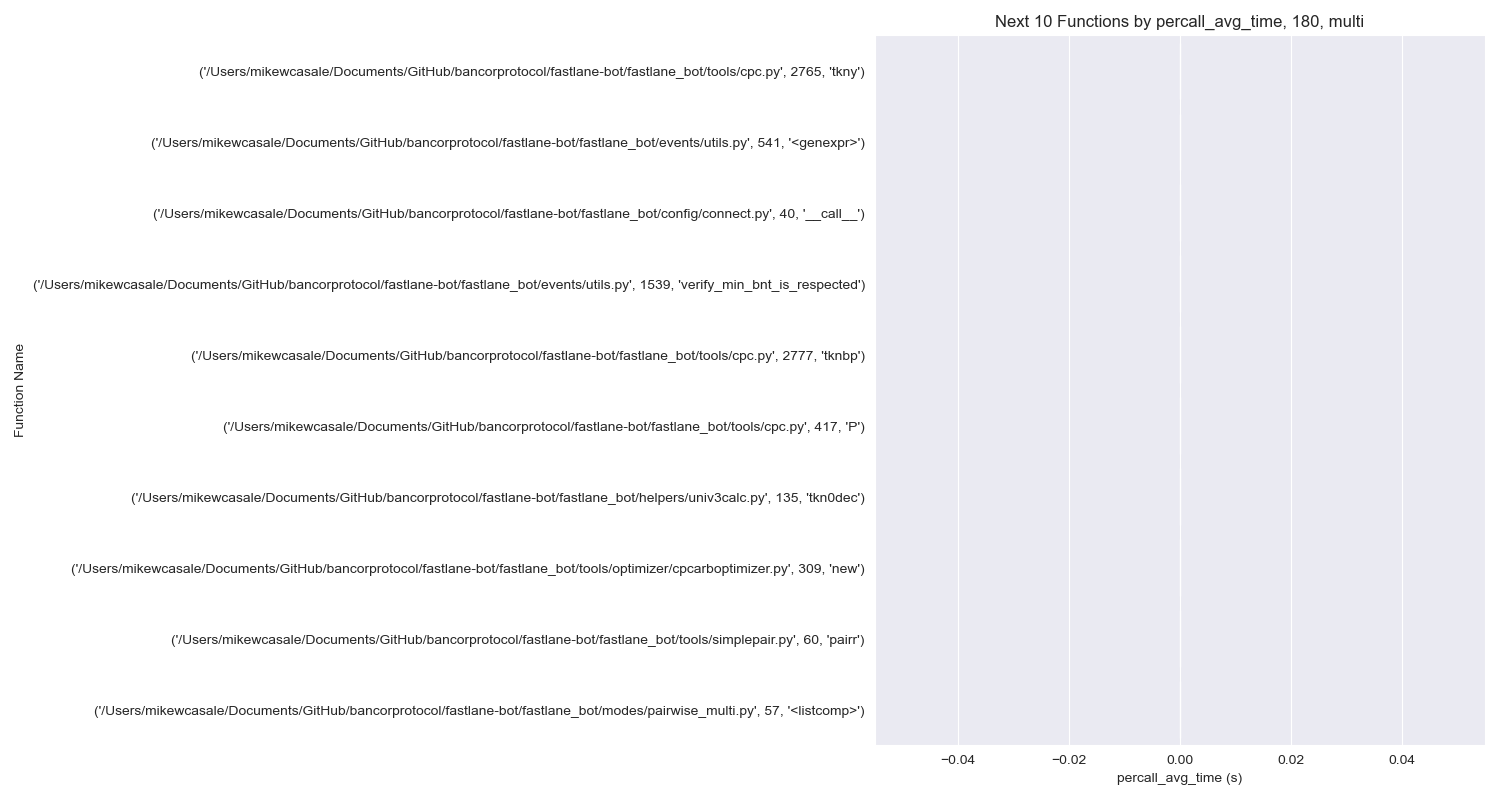 Next 10 Functions by percall_avg_time, 180, multi
('/Users/mikewcasale/Documents/GitHub/bancorprotocol/fastlane-bot/fastlane_bot/tools/cpc.py', 2765, 'tkny')
('/Users/mikewcasale/Documents/GitHub/bancorprotocol/fastlane-bot/fastlane_bot/events/utils.py', 541, '<genexpr>')
('/Users/mikewcasale/Documents/GitHub/bancorprotocol/fastlane-bot/fastlane_bot/config/connect.py', 40, '__call__')
('/Users/mikewcasale/Documents/GitHub/bancorprotocol/fastlane-bot/fastlane_bot/events/utils.py', 1539, 'verify_min_bnt_is_respected')
('/Users/mikewcasale/Documents/GitHub/bancorprotocol/fastlane-bot/fastlane_bot/tools/cpc.py', 2777, 'tknbp')
('/Users/mikewcasale/Documents/GitHub/bancorprotocol/fastlane-bot/fastlane_bot/tools/cpc.py', 417, 'P')
('/Users/mikewcasale/Documents/GitHub/bancorprotocol/fastlane-bot/fastlane_bot/helpers/univ3calc.py', 135, 'tkn0dec')
('/Users/mikewcasale/Documents/GitHub/bancorprotocol/fastlane-bot/fastlane_bot/tools/optimizer/cpcarboptimizer.py', 309, 'new')
('/Users/mikewcasale/Documents/GitHub/bancorprotocol/fastlane-bot/fastlane_bot/tools/simplepair.py', 60, 'pairr')
('/Users/mikewcasale/Documents/GitHub/bancorprotocol/fastlane-bot/fastlane_bot/modes/pairwise_multi.py', 57, '<listcomp>')
Function Name
−0.04 −0.02 0.00 0.02 0.04
percall_avg_time (s)